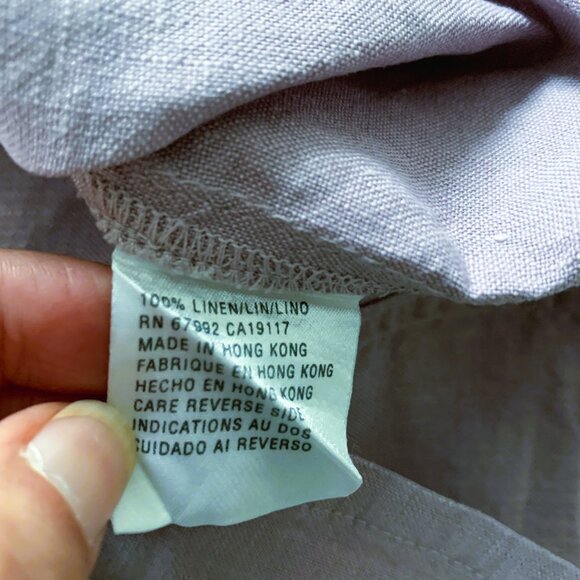 100% LINEN/LIN/LINO
RN 67992 CA19117
MADE IN HONG KONG
FABRIQUE EN HONG KONG
HECHO EN HONG KONG
CARE REVERSE SIDE
INDICATIONS AU DOS
CUIDADO AI REVERSO